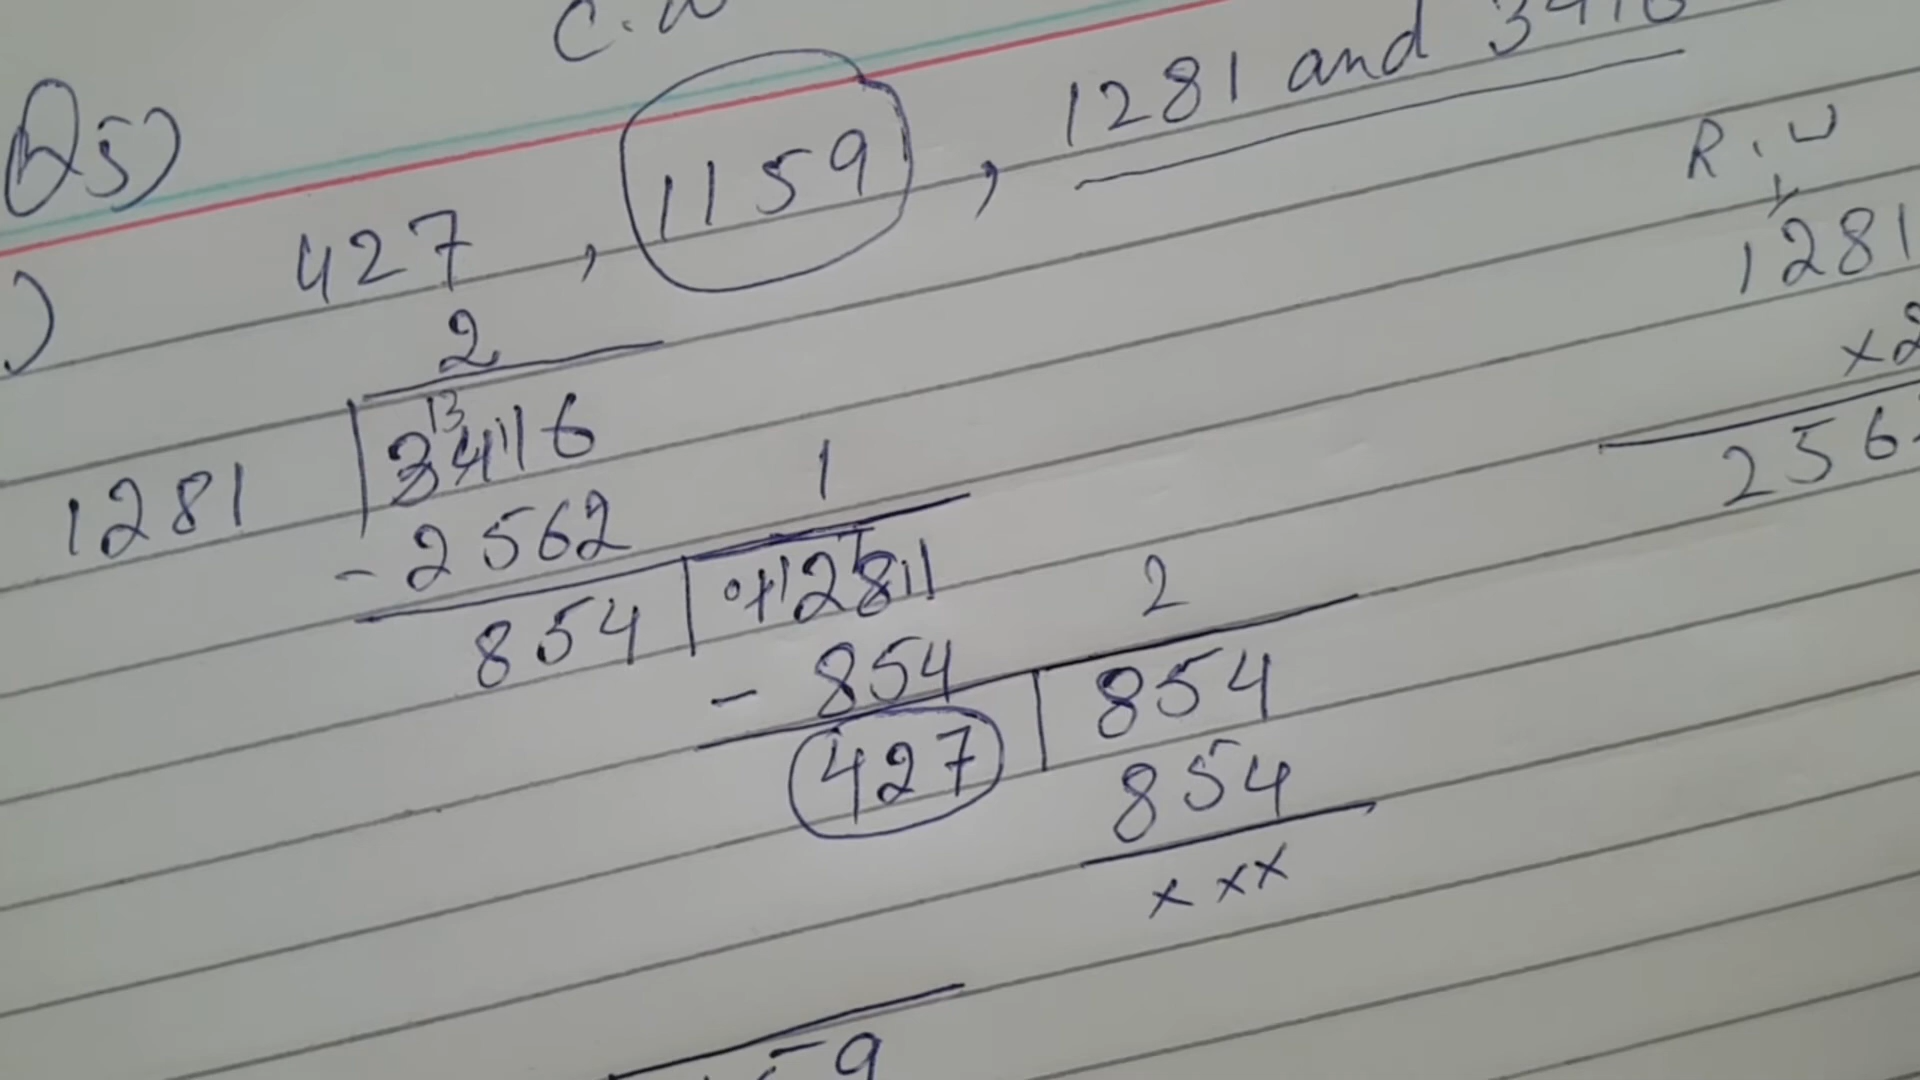 C.W
Q5)
427, 1159, 1281 and 3416
)
R.W
2
1281 3416
1281
- 2562
×2
1
256
854 1281
2
- 854
427 854
854
× × ×
59